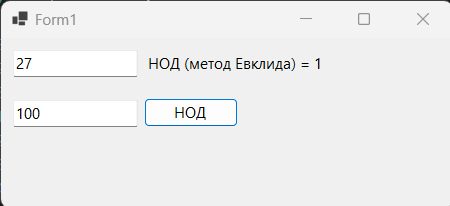 Form1
27
НОД (метод Евклида) = 1
100
НОД